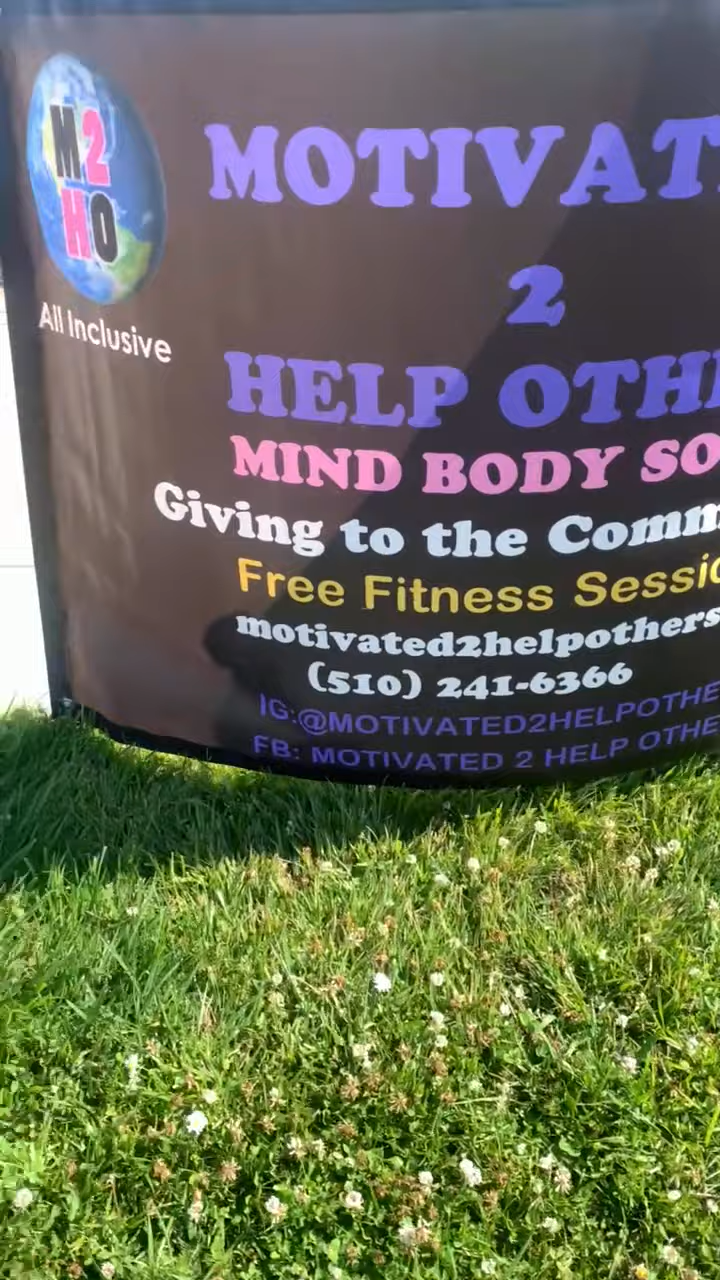 M2
HO
All Inclusive
MOTIVAT
2
HELP OTH
MIND BODY SO
Giving to the Comm
Free Fitness Sessio
motivated2helpothers
(510) 241-6366
IG:@MOTIVATED2HELPOTHE
FB: MOTIVATED 2 HELP OTHE